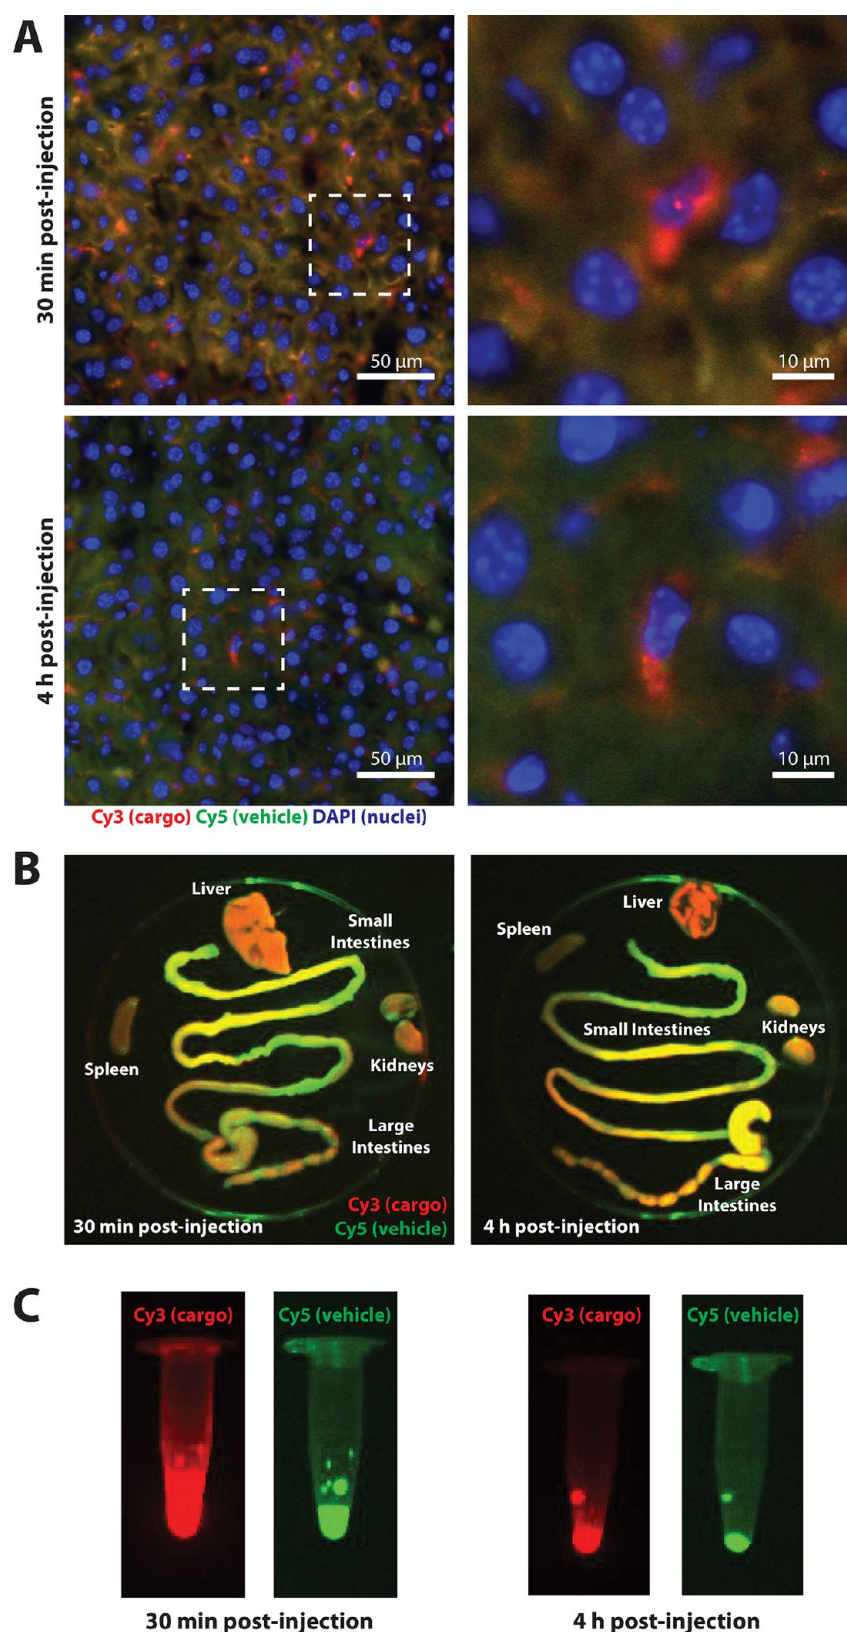 A
30 min post-injection
50 µm
10 µm
4 h post-injection
50 µm
10 µm
Cy3 (cargo) Cy5 (vehicle) DAPI (nuclei)
B
Liver
Small
Intestines
Spleen
Kidneys
Large
Intestines
Cy3 (cargo)
Cy5 (vehicle)
30 min post-injection
Liver
Spleen
Small Intestines
Kidneys
Large
Intestines
4 h post-injection
C
Cy3 (cargo)
Cy5 (vehicle)
Cy3 (cargo)
Cy5 (vehicle)
30 min post-injection
4 h post-injection